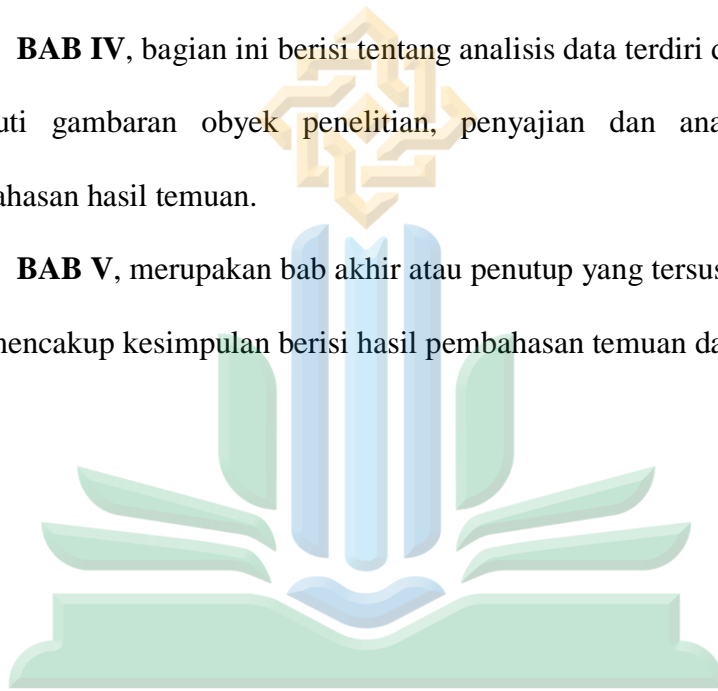 BAB IV, bagian ini berisi tentang analisis data terdiri d
uti gambaran obyek penelitian, penyajian dan ana
ahasan hasil temuan.
BAB V, merupakan bab akhir atau penutup yang tersus
mencakup kesimpulan berisi hasil pembahasan temuan da